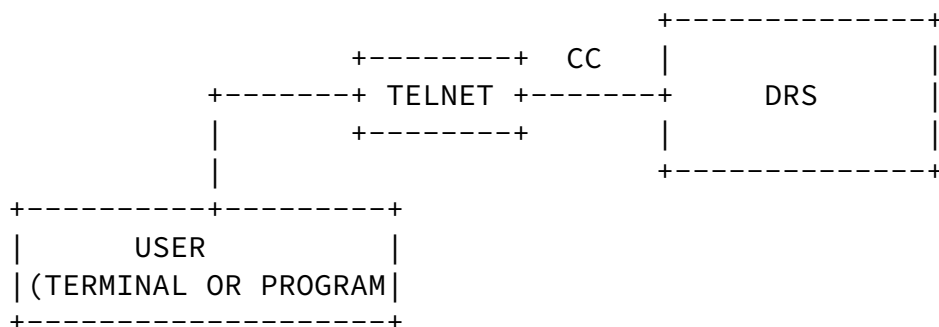 CC
TELNET
DRS
USER
(TERMINAL OR PROGRAM